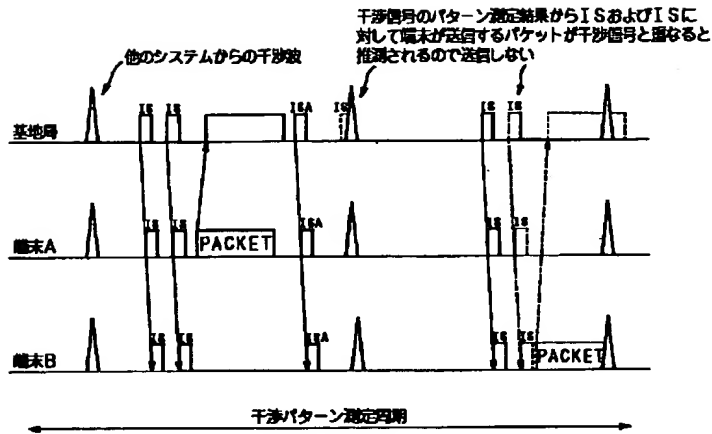 干渉信号のパターン測定結果からISおよびISに
対して端末が送信するパケットが干渉信号と重なると
推測されるので送信しない
他のシステムからの干渉波
基地局 IS IS ISA IS IS IS
端末A IS IS PACKET ISA IS IS
端末B IS IS ISA IS IS PACKET
干渉パターン測定周期